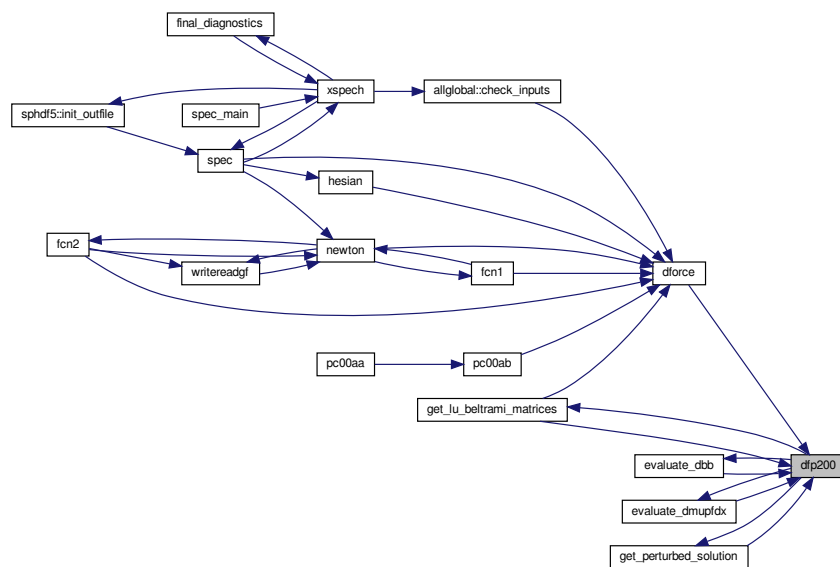 final_diagnostics
xspech
allglobal::check_inputs
sphdf5::init_outfile
spec_main
spec
hesian
fcn2
newton
writereadgf
fcn1
dforce
pc00aa
pc00ab
get_lu_beltrami_matrices
evaluate_dbb
dfp200
evaluate_dmupfdx
get_perturbed_solution